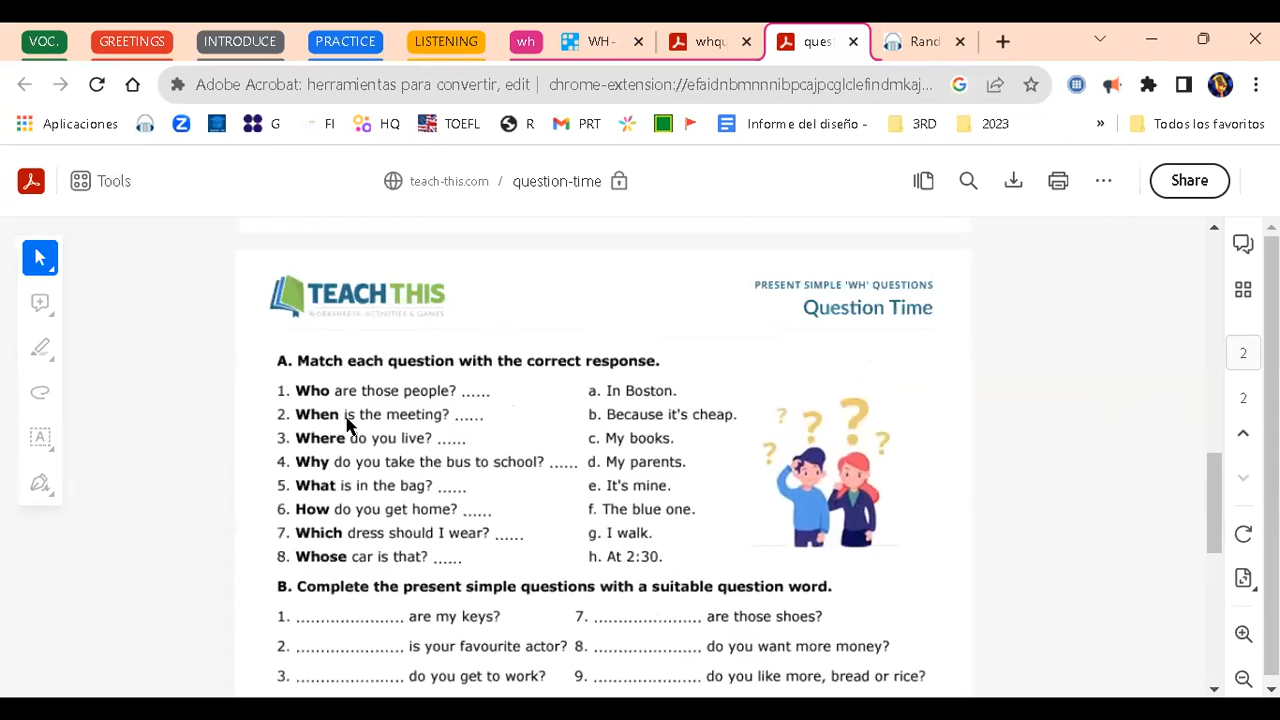 VOC. GREETINGS INTRODUCE PRACTICE LISTENING wh WH- whqu ques Rand
Adobe Acrobat: herramientas para convertir, edit | chrome-extension://efaidnbmnnnibpcajpcglclefindmkaj...
Aplicaciones G FI HQ TOEFL R PRT Informe del diseño - 3RD 2023 » Todos los favoritos
Tools teach-this.com / question-time Share
TEACH THIS
WORKSHEETS, ACTIVITIES & GAMES
PRESENT SIMPLE 'WH' QUESTIONS
Question Time
A. Match each question with the correct response.
1. Who are those people? ...... a. In Boston.
2. When is the meeting? ...... b. Because it's cheap.
3. Where do you live? ...... c. My books.
4. Why do you take the bus to school? ...... d. My parents.
5. What is in the bag? ...... e. It's mine.
6. How do you get home? ...... f. The blue one.
7. Which dress should I wear? ...... g. I walk.
8. Whose car is that? ...... h. At 2:30.
B. Complete the present simple questions with a suitable question word.
1. ...................... are my keys? 7. ...................... are those shoes?
2. ...................... is your favourite actor? 8. ...................... do you want more money?
3. ...................... do you get to work? 9. ...................... do you like more, bread or rice?
2
2